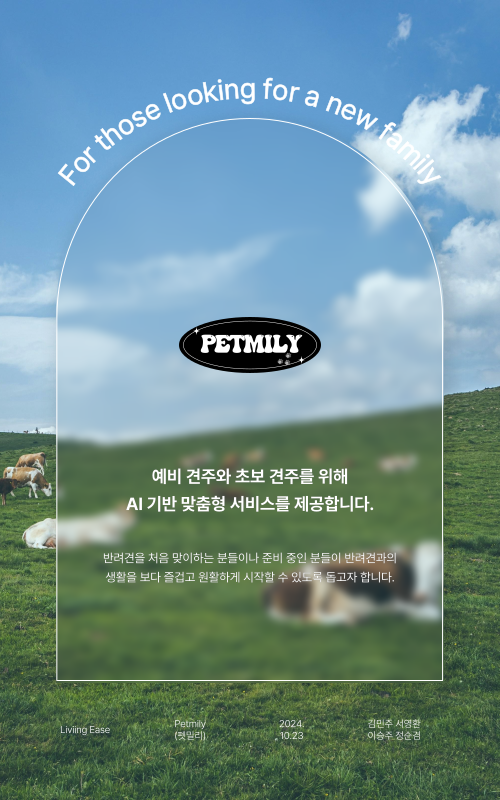 For those looking for a new family
PETMILY
예비 견주와 초보 견주를 위해
AI 기반 맞춤형 서비스를 제공합니다.
반려견을 처음 맞이하는 분들이나 준비 중인 분들이 반려견과의
생활을 보다 즐겁고 원활하게 시작할 수 있도록 돕고자 합니다.
Liviing Ease
Petmily
(펫밀리)
2024.
10.23
김민주 서영환
이승주 정순겸